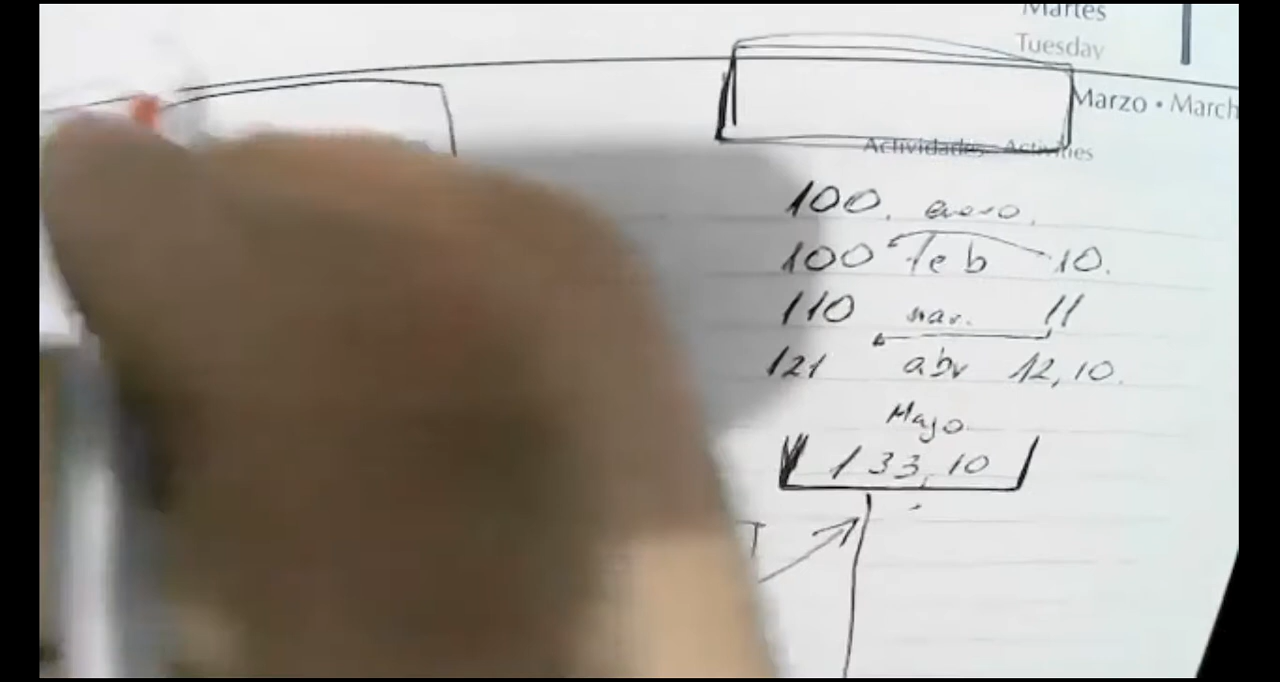 Martes
Tuesday
Marzo • March
Actividades Activities
100. enero.
100 feb 10.
110 mar. 11
121 abr 12,10.
Mayo
133,10